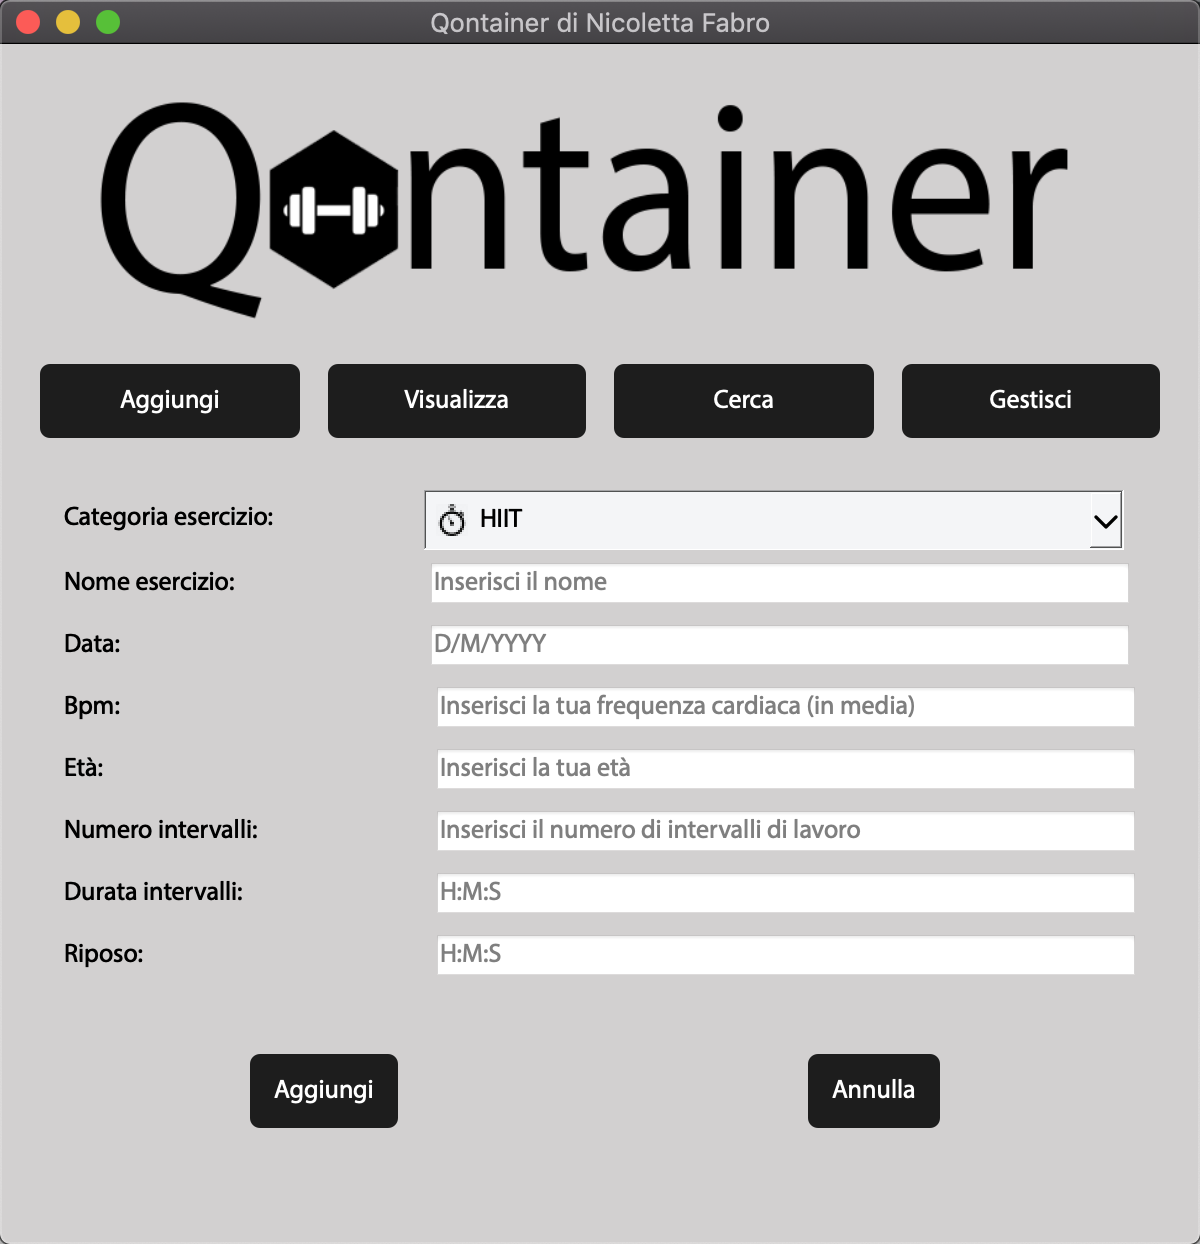 Qontainer di Nicoletta Fabro
Qontainer
Aggiungi Visualizza Cerca Gestisci
Categoria esercizio: HIIT
Nome esercizio: Inserisci il nome
Data: D/M/YYYY
Bpm: Inserisci la tua frequenza cardiaca (in media)
Età: Inserisci la tua età
Numero intervalli: Inserisci il numero di intervalli di lavoro
Durata intervalli: H:M:S
Riposo: H:M:S
Aggiungi Annulla